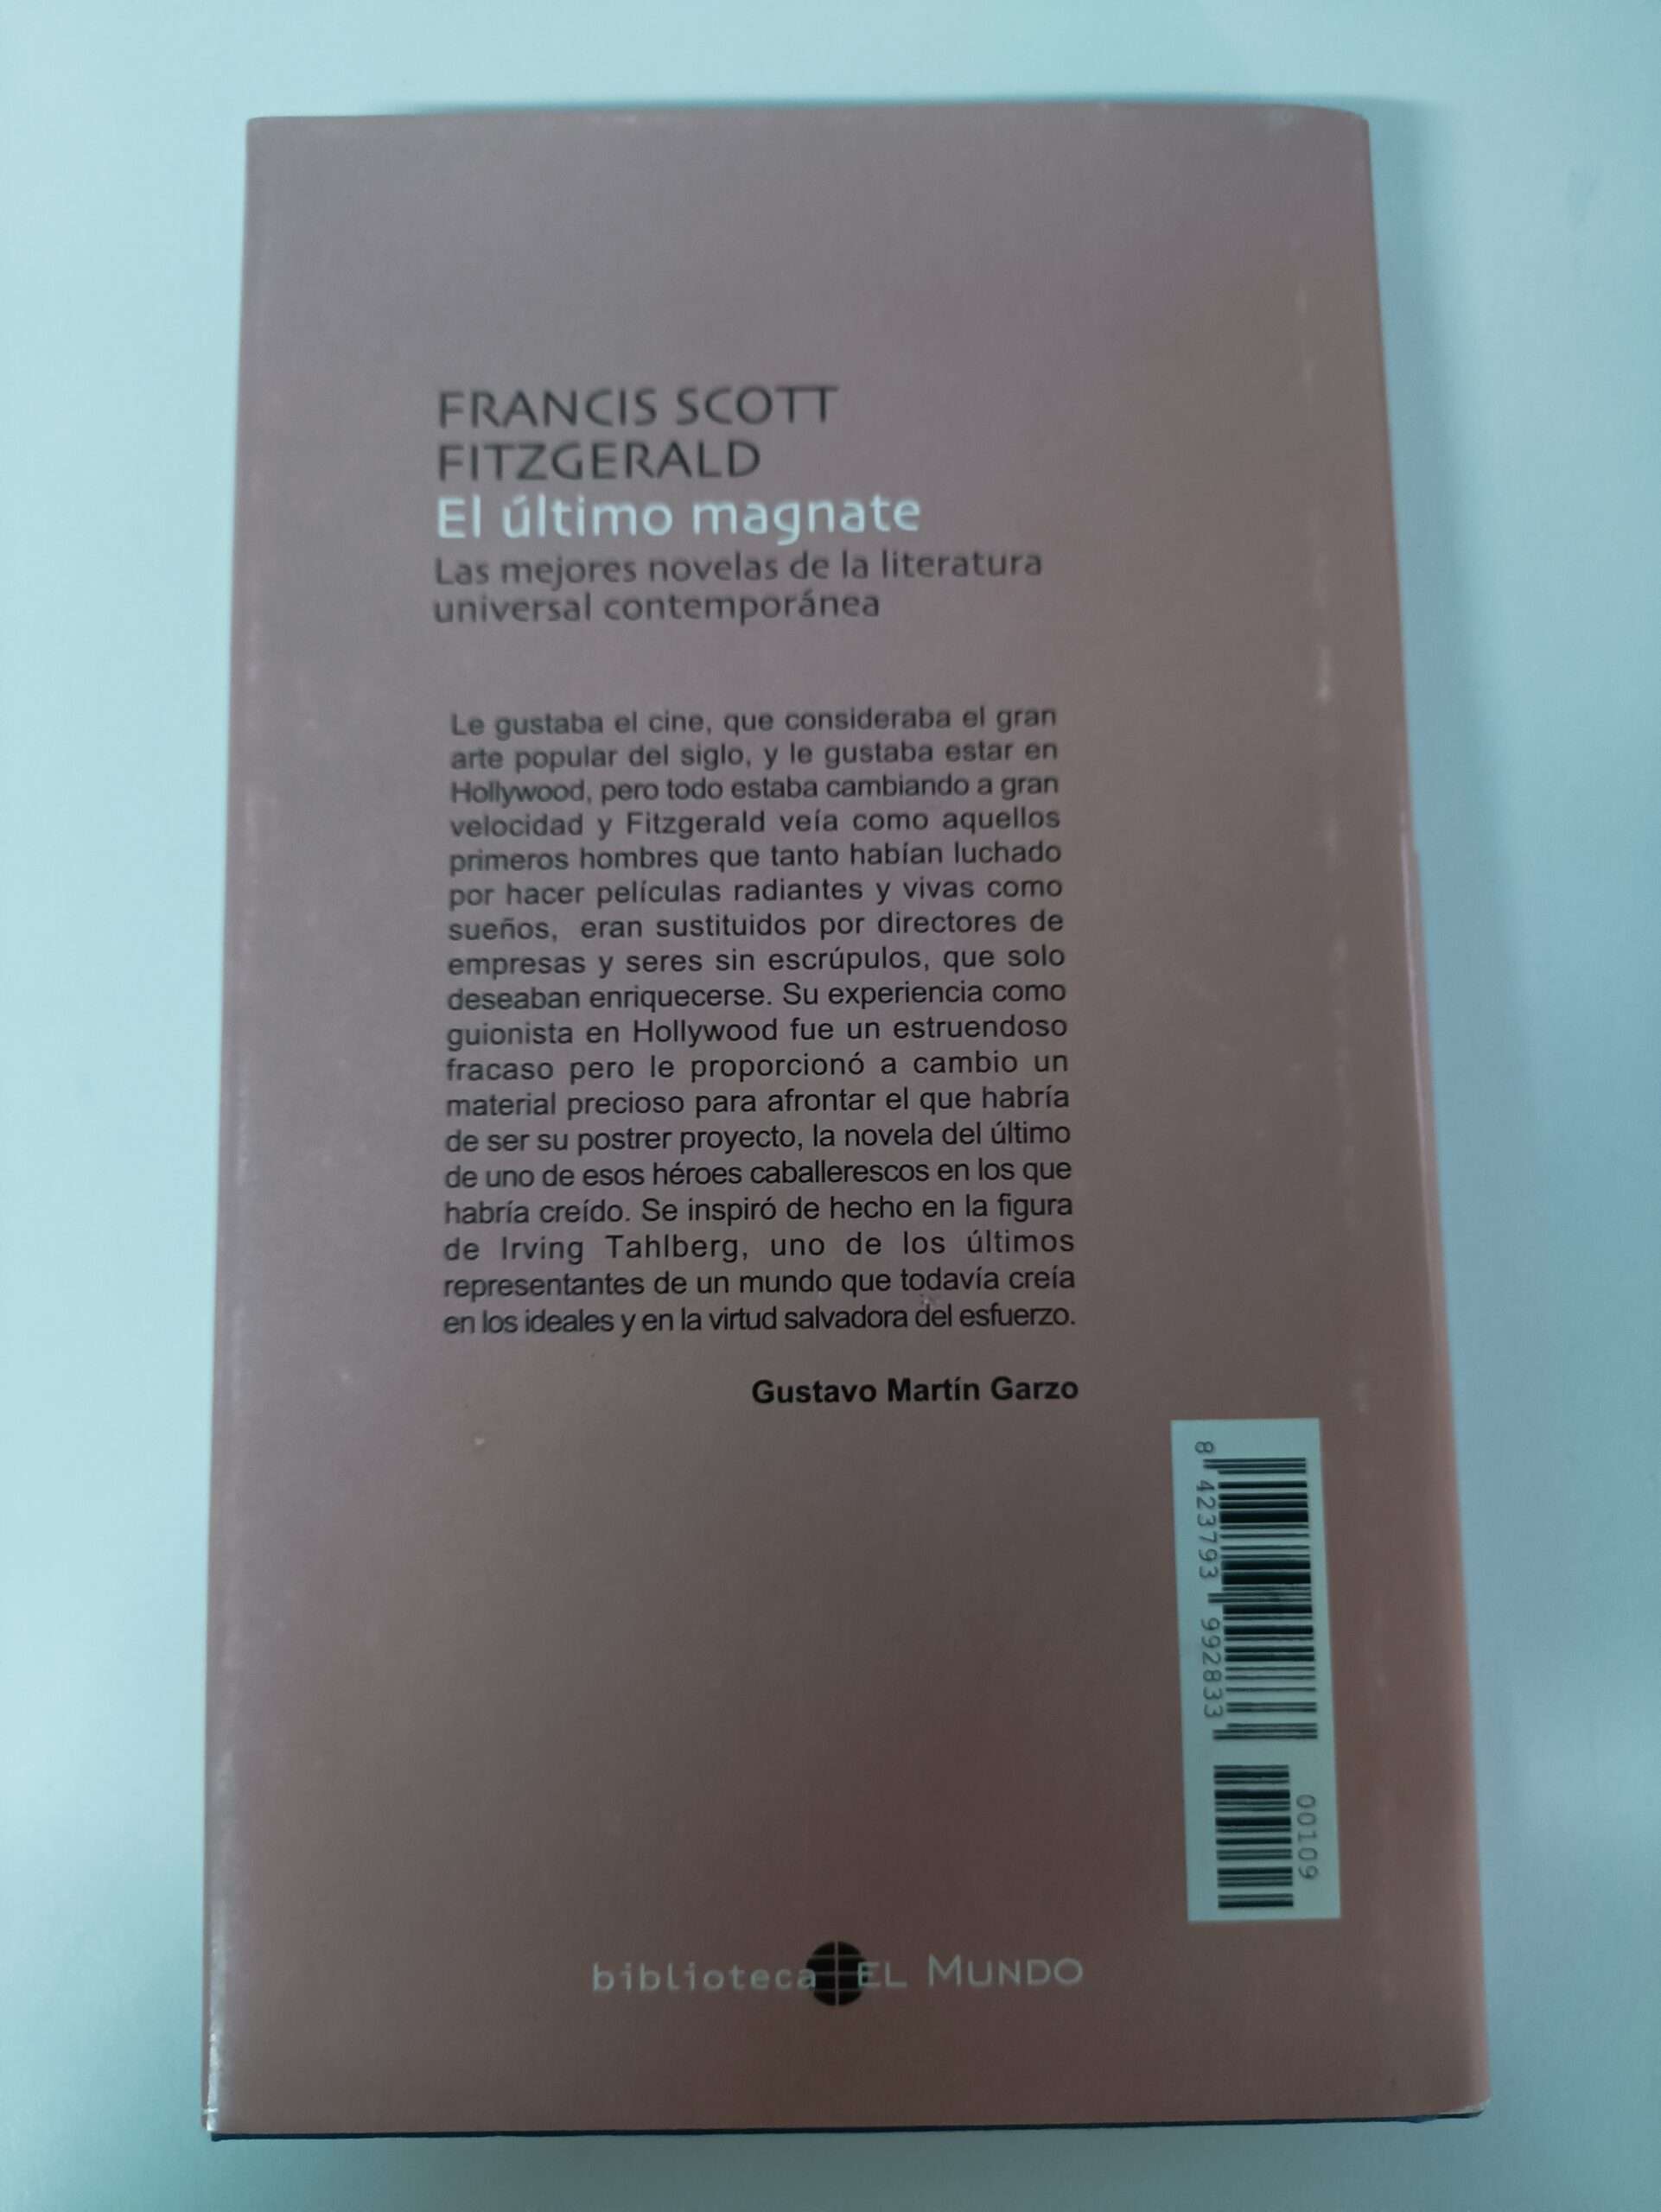 FRANCIS SCOTT
FITZGERALD
El último magnate
Las mejores novelas de la literatura
universal contemporánea
Le gustaba el cine, que consideraba el gran
arte popular del siglo, y le gustaba estar en
Hollywood, pero todo estaba cambiando a gran
velocidad y Fitzgerald veía como aquellos
primeros hombres que tanto habían luchado
por hacer películas radiantes y vivas como
sueños, eran sustituidos por directores de
empresas y seres sin escrúpulos, que solo
deseaban enriquecerse. Su experiencia como
guionista en Hollywood fue un estruendoso
fracaso pero le proporcionó a cambio un
material precioso para afrontar el que habría
de ser su postrer proyecto, la novela del último
de uno de esos héroes caballerescos en los que
habría creído. Se inspiró de hecho en la figura
de Irving Tahlberg, uno de los últimos
representantes de un mundo que todavía creía
en los ideales y en la virtud salvadora del esfuerzo.
Gustavo Martín Garzo
8 423793 992833
00109
biblioteca EL MUNDO